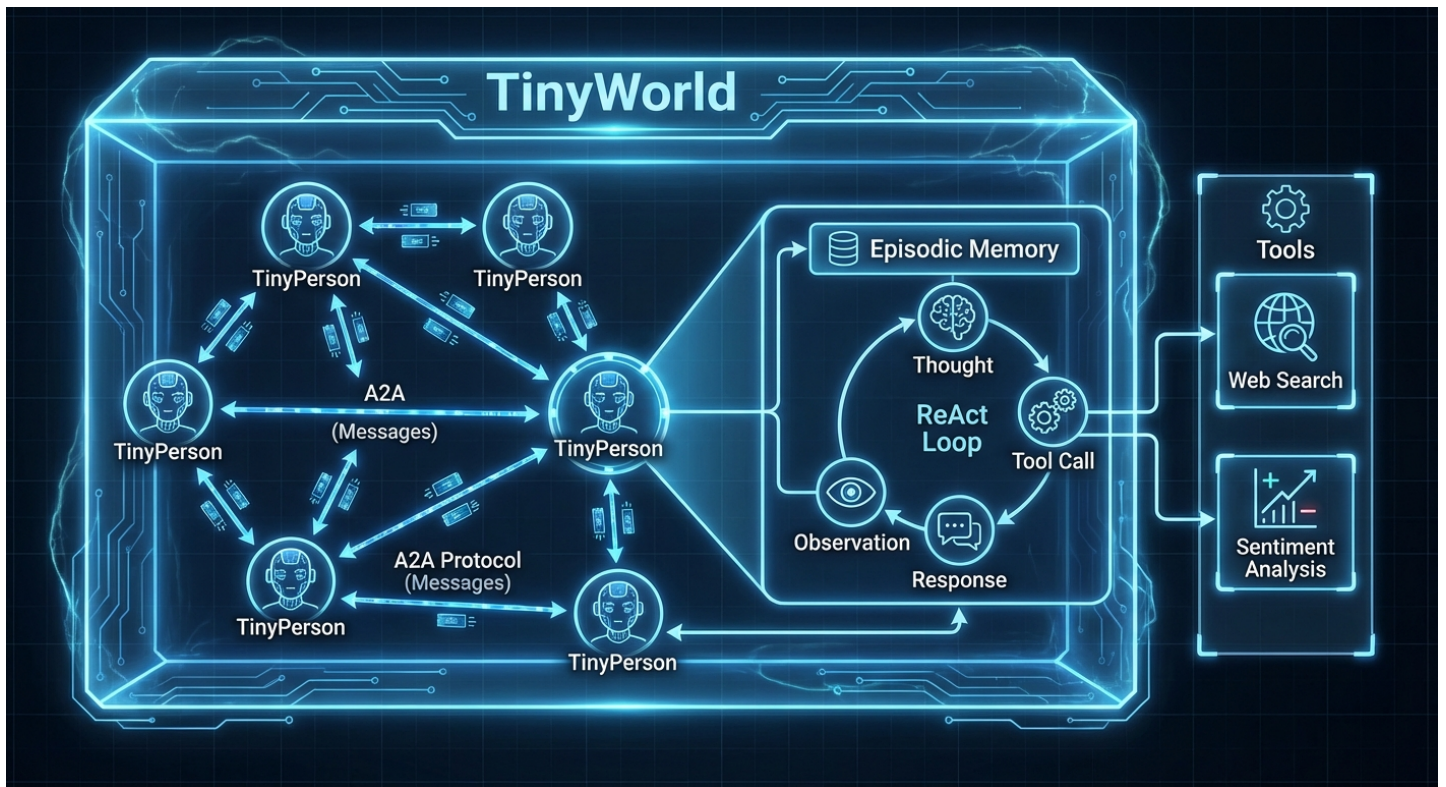 TinyWorld
TinyPerson
TinyPerson
TinyPerson
A2A
(Messages)
TinyPerson
A2A Protocol
(Messages)
TinyPerson
TinyPerson
Episodic Memory
Thought
ReAct
Loop
Tool Call
Observation
Response
Tools
Web Search
Sentiment
Analysis